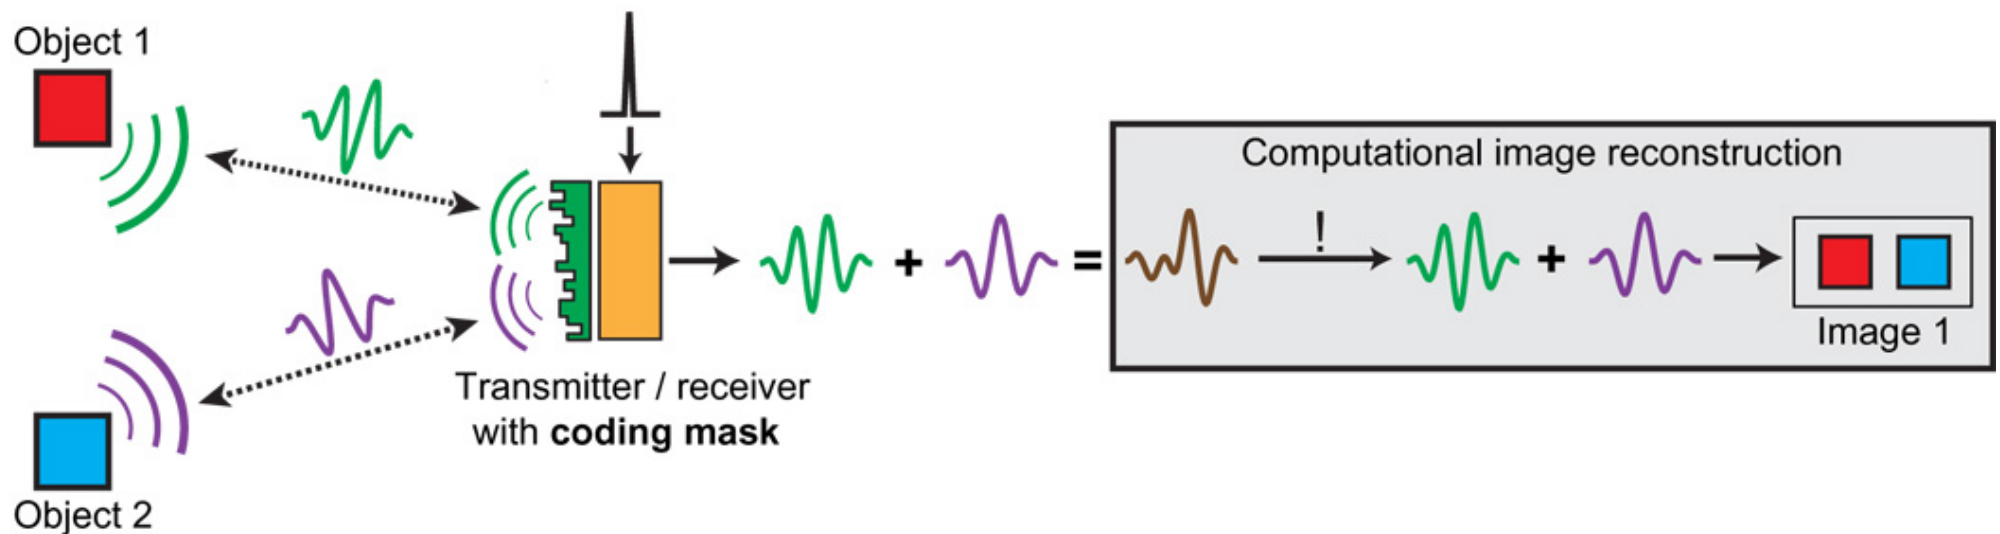 Object 1
Object 2
Transmitter / receiver
with coding mask
+
=
Computational image reconstruction
!
+
Image 1